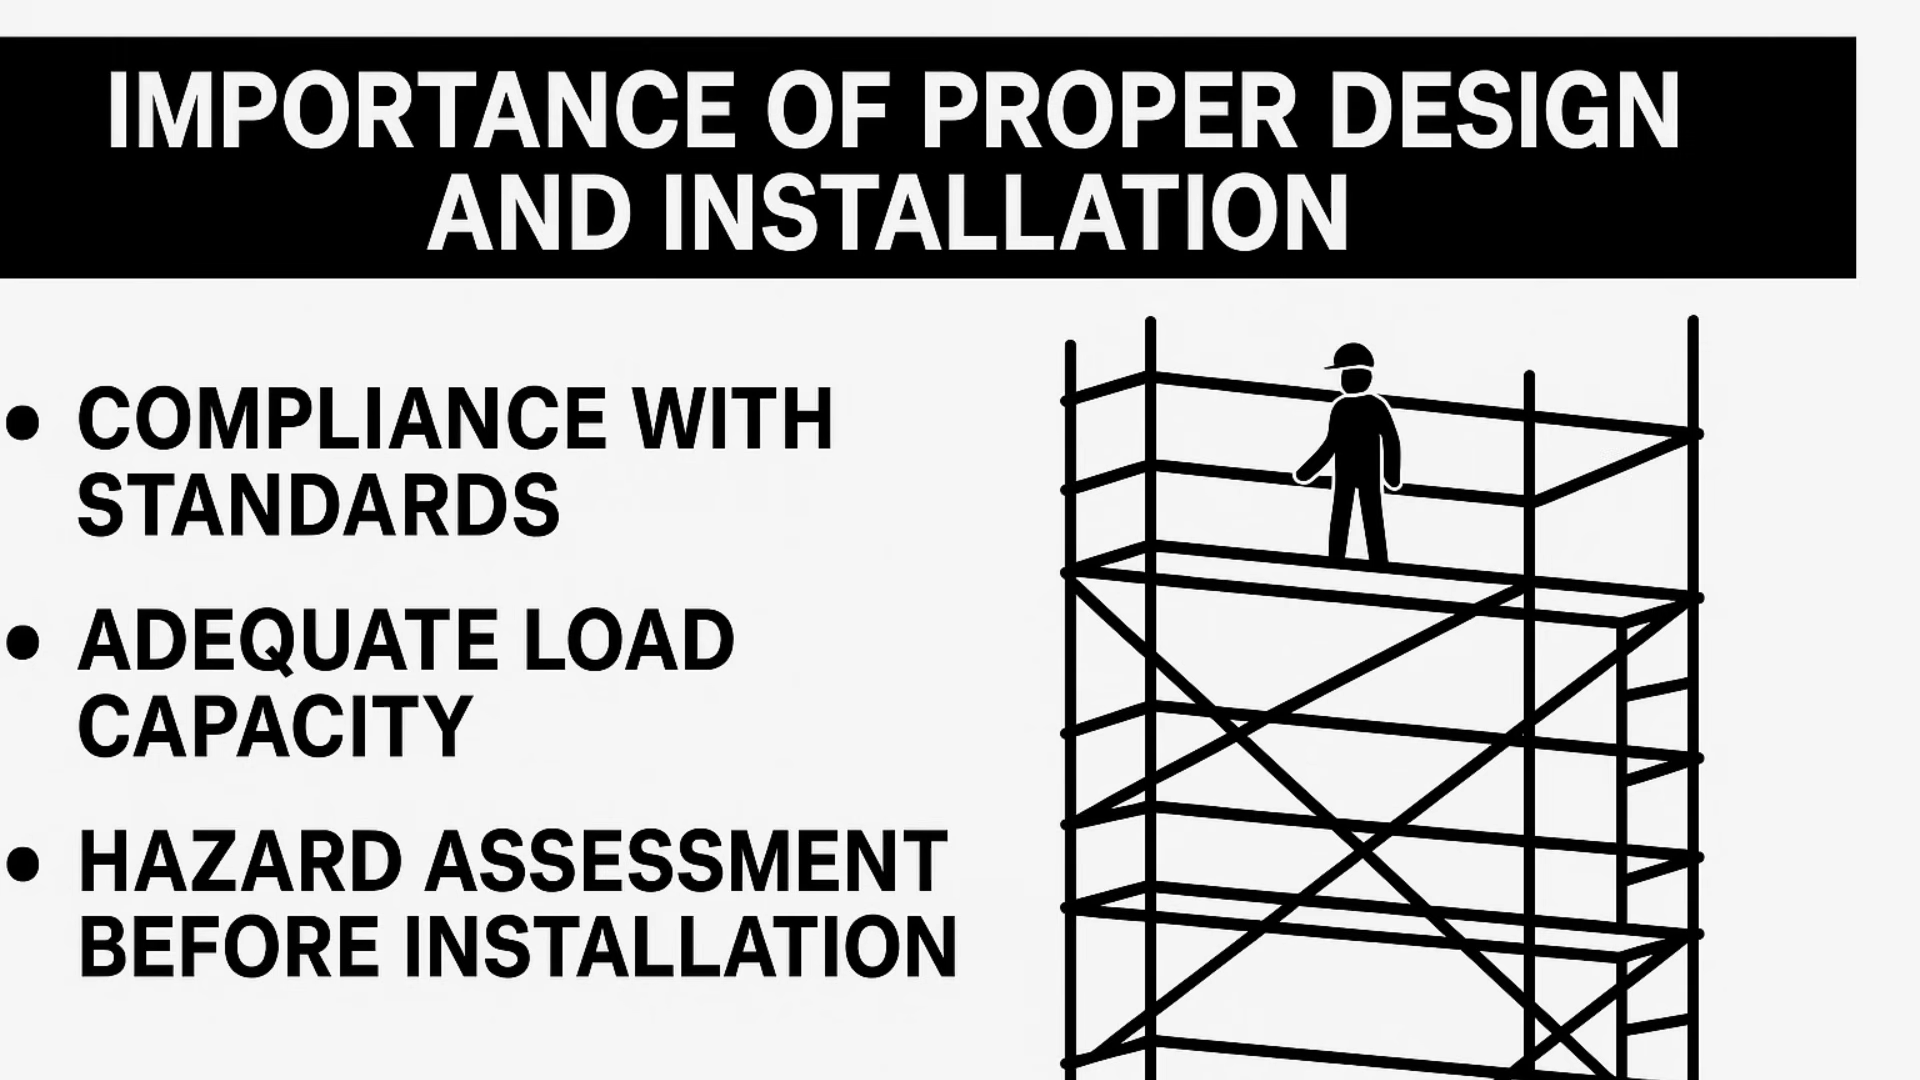 IMPORTANCE OF PROPER DESIGN
AND INSTALLATION
• COMPLIANCE WITH
STANDARDS
• ADEQUATE LOAD
CAPACITY
• HAZARD ASSESSMENT
BEFORE INSTALLATION